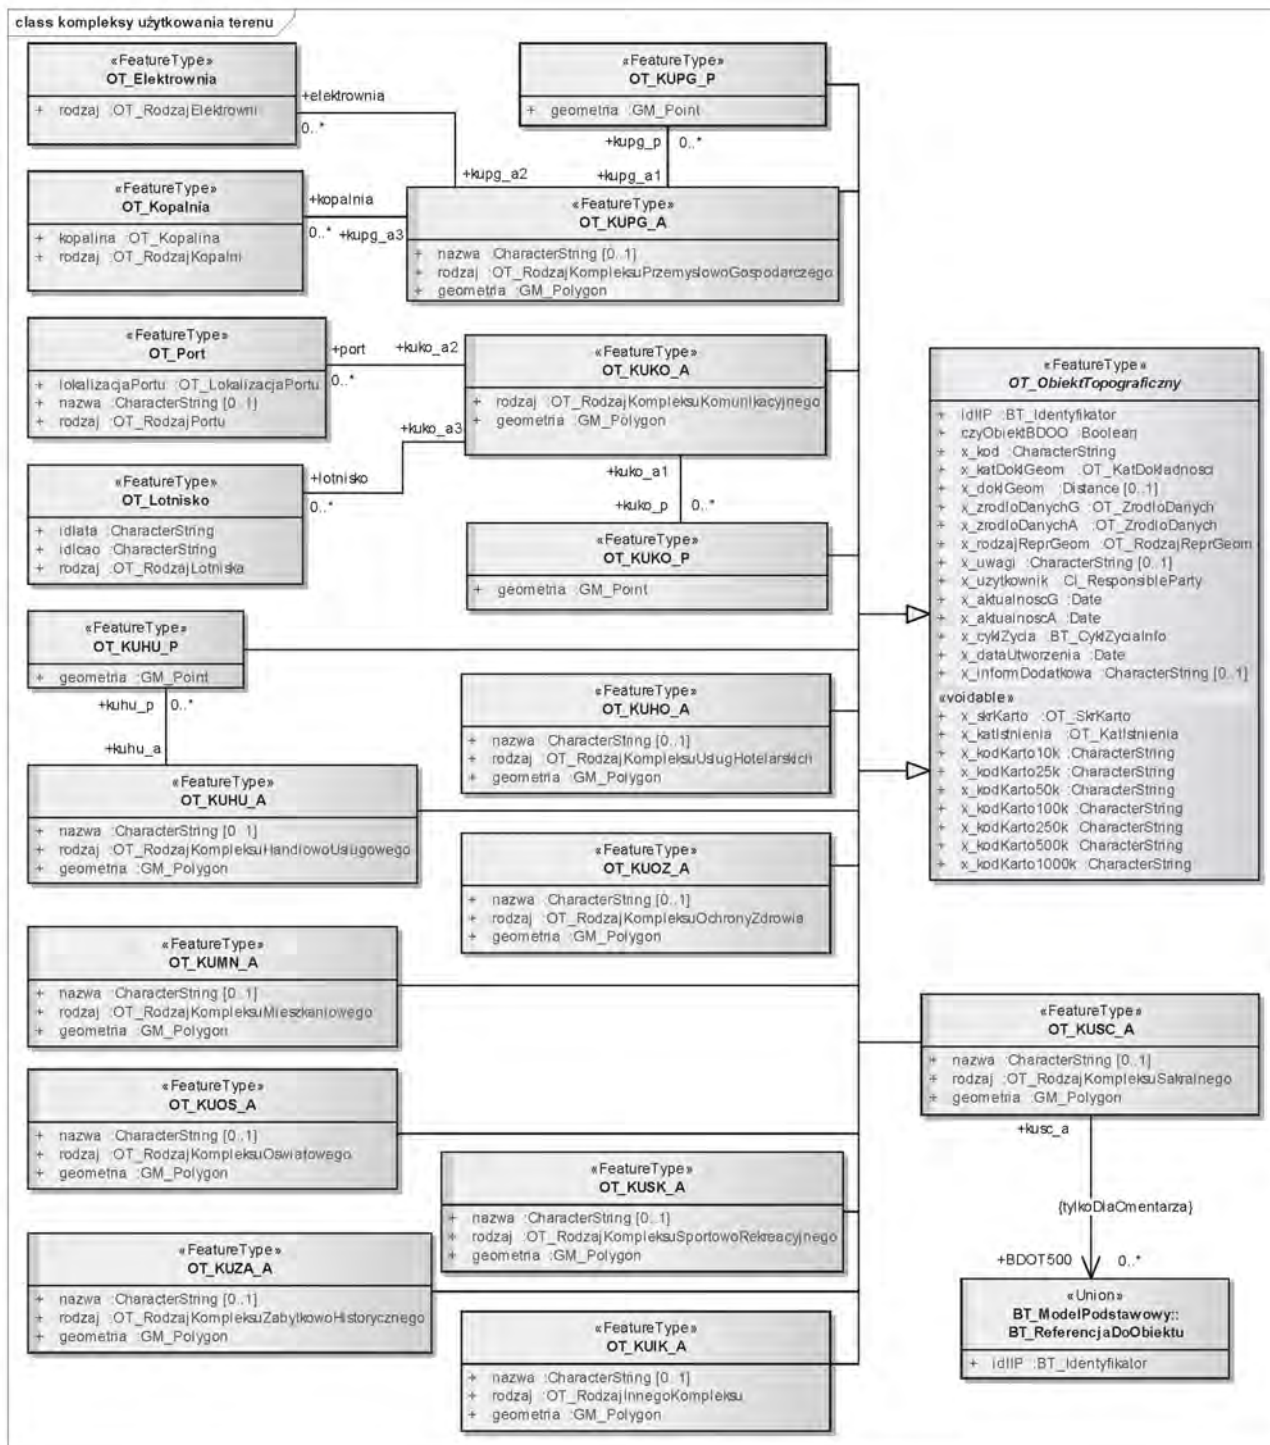 class kompleksy użytkowania terenu
«FeatureType»
OT_Elektrownia
+ rodzaj :OT_RodzajElektrowni
+elektrownia
0..*
«FeatureType»
OT_KUPG_P
+ geometria :GM_Point
+kupg_p 0..*
+kupg_a2
+kupg_a1
«FeatureType»
OT_Kopalnia
+ kopalina :OT_Kopalina
+ rodzaj :OT_RodzajKopalni
+kopalnia
0..* +kupg_a3
«FeatureType»
OT_KUPG_A
+ nazwa :CharacterString [0..1]
+ rodzaj :OT_RodzajKompleksuPrzemyslowoGospodarczego
+ geometria :GM_Polygon
«FeatureType»
OT_Port
+ lokalizacjaPortu :OT_LokalizacjaPortu
+ nazwa :CharacterString [0..1]
+ rodzaj :OT_RodzajPortu
+port +kuko_a2
0..*
«FeatureType»
OT_KUKO_A
+ rodzaj :OT_RodzajKompleksuKomunikacyjnego
+ geometria :GM_Polygon
+kuko_a3
+lotnisko
0..*
+kuko_a1
+kuko_p 0..*
«FeatureType»
OT_Lotnisko
+ idIata :CharacterString
+ idIcao :CharacterString
+ rodzaj :OT_RodzajLotniska
«FeatureType»
OT_KUKO_P
+ geometria :GM_Point
«FeatureType»
OT_ObiektTopograficzny
+ idIIP :BT_Identyfikator
+ czyObiektBDOO :Boolean
+ x_kod :CharacterString
+ x_katDoklGeom :OT_KatDokladnosci
+ x_doklGeom :Distance [0..1]
+ x_zrodloDanychG :OT_ZrodloDanych
+ x_zrodloDanychA :OT_ZrodloDanych
+ x_rodzajReprGeom :OT_RodzajReprGeom
+ x_uwagi :CharacterString [0..1]
+ x_uzytkownik :CI_ResponsibleParty
+ x_aktualnoscG :Date
+ x_aktualnoscA :Date
+ x_cyklZycia :BT_CyklZyciaInfo
+ x_dataUtworzenia :Date
+ x_informDodatkowa :CharacterString [0..1]
«voidable»
+ x_skrKarto :OT_SkrKarto
+ x_katIstnienia :OT_KatIstnienia
+ x_kodKarto10k :CharacterString
+ x_kodKarto25k :CharacterString
+ x_kodKarto50k :CharacterString
+ x_kodKarto100k :CharacterString
+ x_kodKarto250k :CharacterString
+ x_kodKarto500k :CharacterString
+ x_kodKarto1000k :CharacterString
«FeatureType»
OT_KUHU_P
+ geometria :GM_Point
+kuhu_p 0..*
+kuhu_a
«FeatureType»
OT_KUHO_A
+ nazwa :CharacterString [0..1]
+ rodzaj :OT_RodzajKompleksuUslugHotelarskich
+ geometria :GM_Polygon
«FeatureType»
OT_KUHU_A
+ nazwa :CharacterString [0..1]
+ rodzaj :OT_RodzajKompleksuHandlowoUslugowego
+ geometria :GM_Polygon
«FeatureType»
OT_KUOZ_A
+ nazwa :CharacterString [0..1]
+ rodzaj :OT_RodzajKompleksuOchronyZdrowia
+ geometria :GM_Polygon
«FeatureType»
OT_KUMN_A
+ nazwa :CharacterString [0..1]
+ rodzaj :OT_RodzajKompleksuMieszkaniowego
+ geometria :GM_Polygon
«FeatureType»
OT_KUSC_A
+ nazwa :CharacterString [0..1]
+ rodzaj :OT_RodzajKompleksuSakralnego
+ geometria :GM_Polygon
+kusc_a
{tylkoDlaCmentarza}
+BDOT500 0..*
«FeatureType»
OT_KUOS_A
+ nazwa :CharacterString [0..1]
+ rodzaj :OT_RodzajKompleksuOswiatowego
+ geometria :GM_Polygon
«FeatureType»
OT_KUSK_A
+ nazwa :CharacterString [0..1]
+ rodzaj :OT_RodzajKompleksuSportowoRekreacyjnego
+ geometria :GM_Polygon
«FeatureType»
OT_KUZA_A
+ nazwa :CharacterString [0..1]
+ rodzaj :OT_RodzajKompleksuZabytkowoHistorycznego
+ geometria :GM_Polygon
«Union»
BT_ModelPodstawowy::
BT_ReferencjaDoObiektu
+ idIIP :BT_Identyfikator
«FeatureType»
OT_KUIK_A
+ nazwa :CharacterString [0..1]
+ rodzaj :OT_RodzajInnegoKompleksu
+ geometria :GM_Polygon